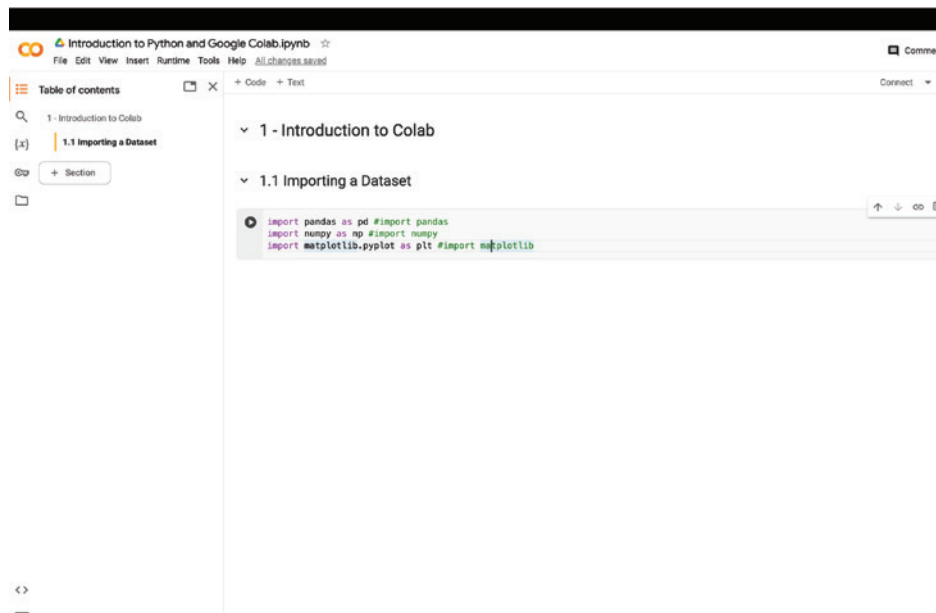 Introduction to Python and Google Colab.ipynb
File Edit View Insert Runtime Tools Help All changes saved
Comme
Table of contents
+ Code + Text
Connect
1 - Introduction to Colab
1.1 Importing a Dataset
+ Section
{x}
1 - Introduction to Colab
1.1 Importing a Dataset
import pandas as pd #import pandas
import numpy as np #import numpy
import matplotlib.pyplot as plt #import matplotlib